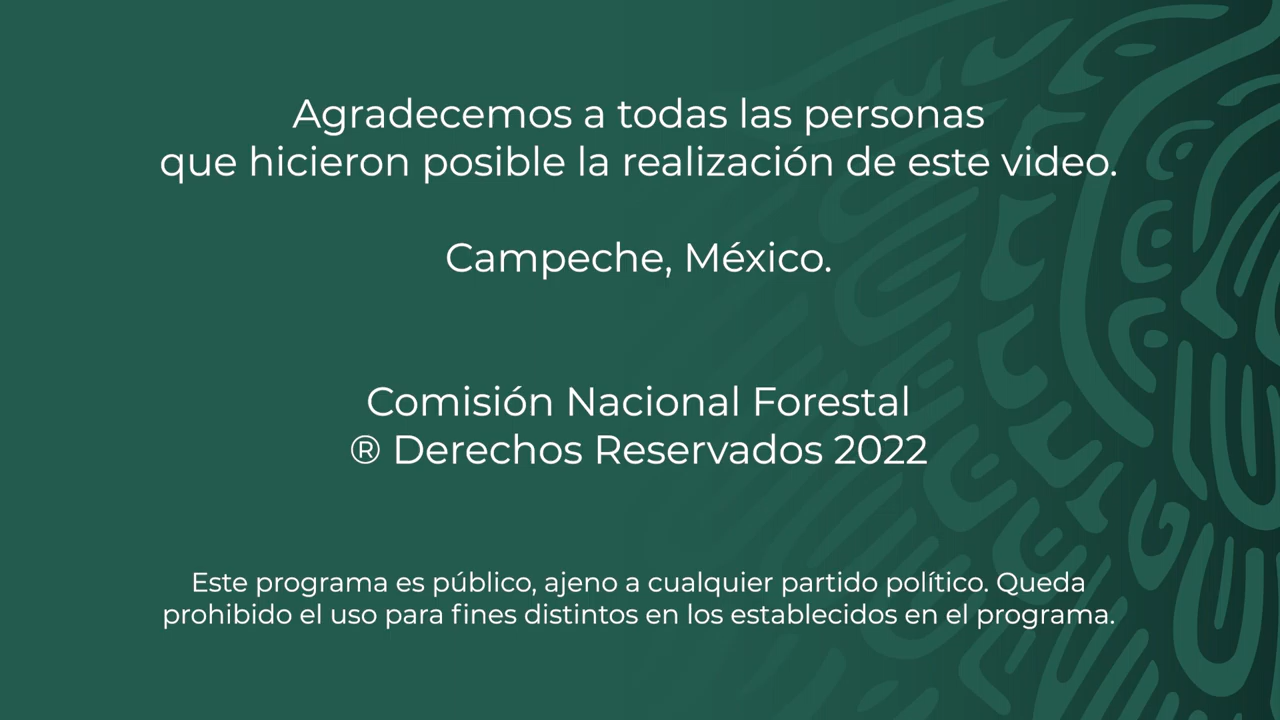 Agradecemos a todas las personas
que hicieron posible la realización de este video.
Campeche, México.
Comisión Nacional Forestal
® Derechos Reservados 2022
Este programa es público, ajeno a cualquier partido político. Queda
prohibido el uso para fines distintos en los establecidos en el programa.